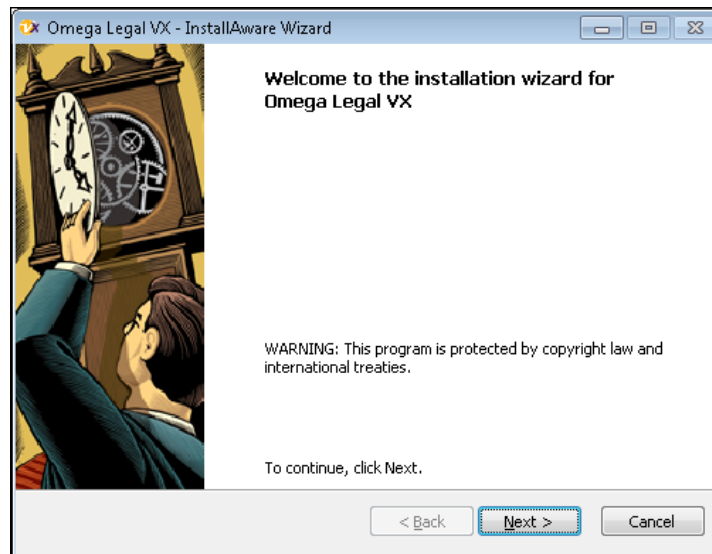 Omega Legal VX - InstallAware Wizard
Welcome to the installation wizard for
Omega Legal VX
WARNING: This program is protected by copyright law and
international treaties.
To continue, click Next.
< Back
Next >
Cancel